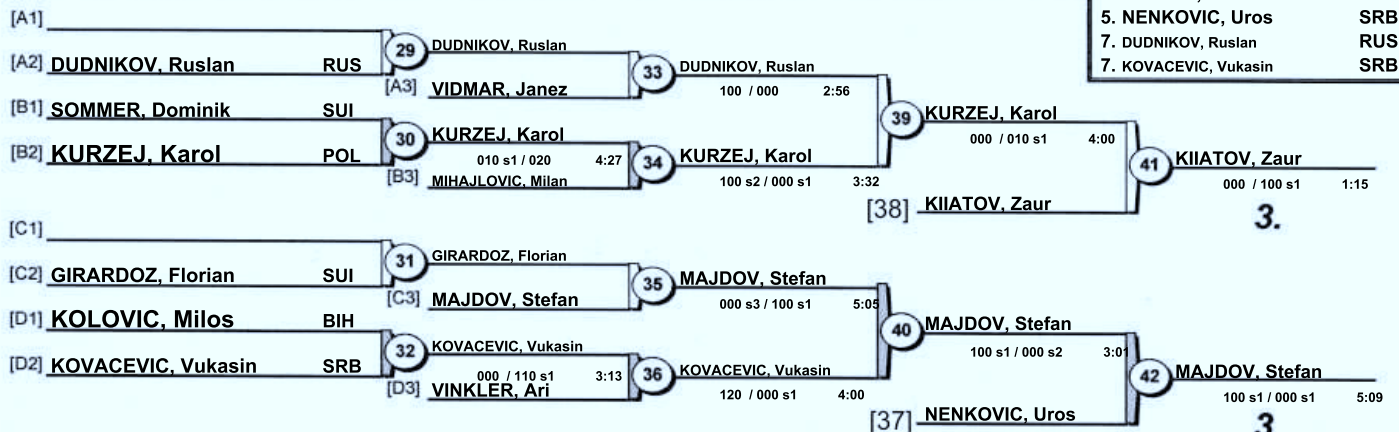 5. NENKOVIC, Uros SRB
7. DUDNIKOV, Ruslan RUS
7. KOVACEVIC, Vukasin SRB
[A1]
29 DUDNIKOV, Ruslan
[A2] DUDNIKOV, Ruslan RUS
33 DUDNIKOV, Ruslan
[A3] VIDMAR, Janez
100 / 000 2:56
[B1] SOMMER, Dominik SUI
39 KURZEJ, Karol
30 KURZEJ, Karol
000 / 010 s1 4:00
[B2] KURZEJ, Karol POL
010 s1 / 020 4:27
34 KURZEJ, Karol
41 KIIATOV, Zaur
[B3] MIHAJLOVIC, Milan
100 s2 / 000 s1 3:32
000 / 100 s1 1:15
[38] KIIATOV, Zaur
3.
[C1]
31 GIRARDOZ, Florian
[C2] GIRARDOZ, Florian SUI
35 MAJDOV, Stefan
[C3] MAJDOV, Stefan
000 s3 / 100 s1 5:05
[D1] KOLOVIC, Milos BIH
40 MAJDOV, Stefan
32 KOVACEVIC, Vukasin
100 s1 / 000 s2 3:01
[D2] KOVACEVIC, Vukasin SRB
000 / 110 s1 3:13
36 KOVACEVIC, Vukasin
42 MAJDOV, Stefan
[D3] VINKLER, Ari
120 / 000 s1 4:00
100 s1 / 000 s1 5:09
[37] NENKOVIC, Uros
3